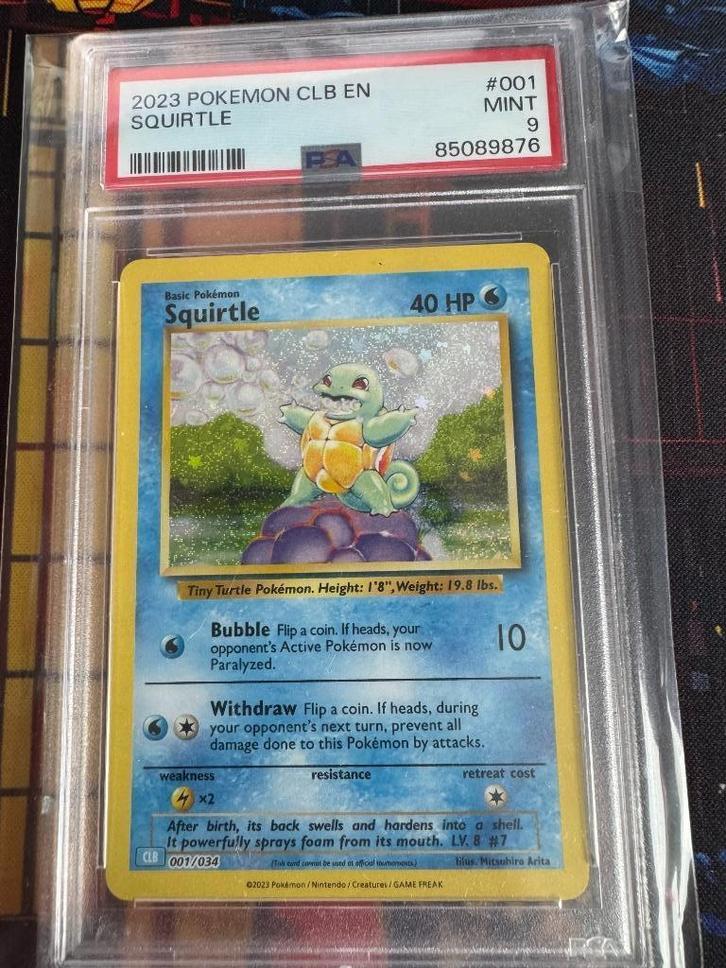 2023 POKEMON CLB EN #001
SQUIRTLE MINT
9
PSA 85089876
Basic Pokémon
Squirtle 40 HP
Tiny Turtle Pokémon. Height: 1'8", Weight: 19.8 lbs.
Bubble Flip a coin. If heads, your 10
opponent's Active Pokémon is now
Paralyzed.
Withdraw Flip a coin. If heads, during
your opponent's next turn, prevent all
damage done to this Pokémon by attacks.
weakness resistance retreat cost
x2
After birth, its back swells and hardens into a shell.
It powerfully sprays foam from its mouth. LV. 8 #7
CLB 001/034 (This card cannot be used at official tournaments.) Illus. Mitsuhiro Arita
©2023 Pokémon / Nintendo / Creatures / GAME FREAK
PSA